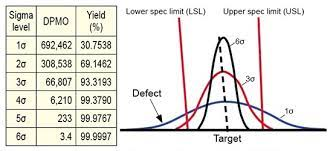 Sigma level DPMO Yield (%)
1σ 692,462 30.7538
2σ 308,538 69.1462
3σ 66,807 93.3193
4σ 6,210 99.3790
5σ 233 99.9767
6σ 3.4 99.9997
Lower spec limit (LSL) Upper spec limit (USL)
6σ
3σ
1σ
Defect
Target